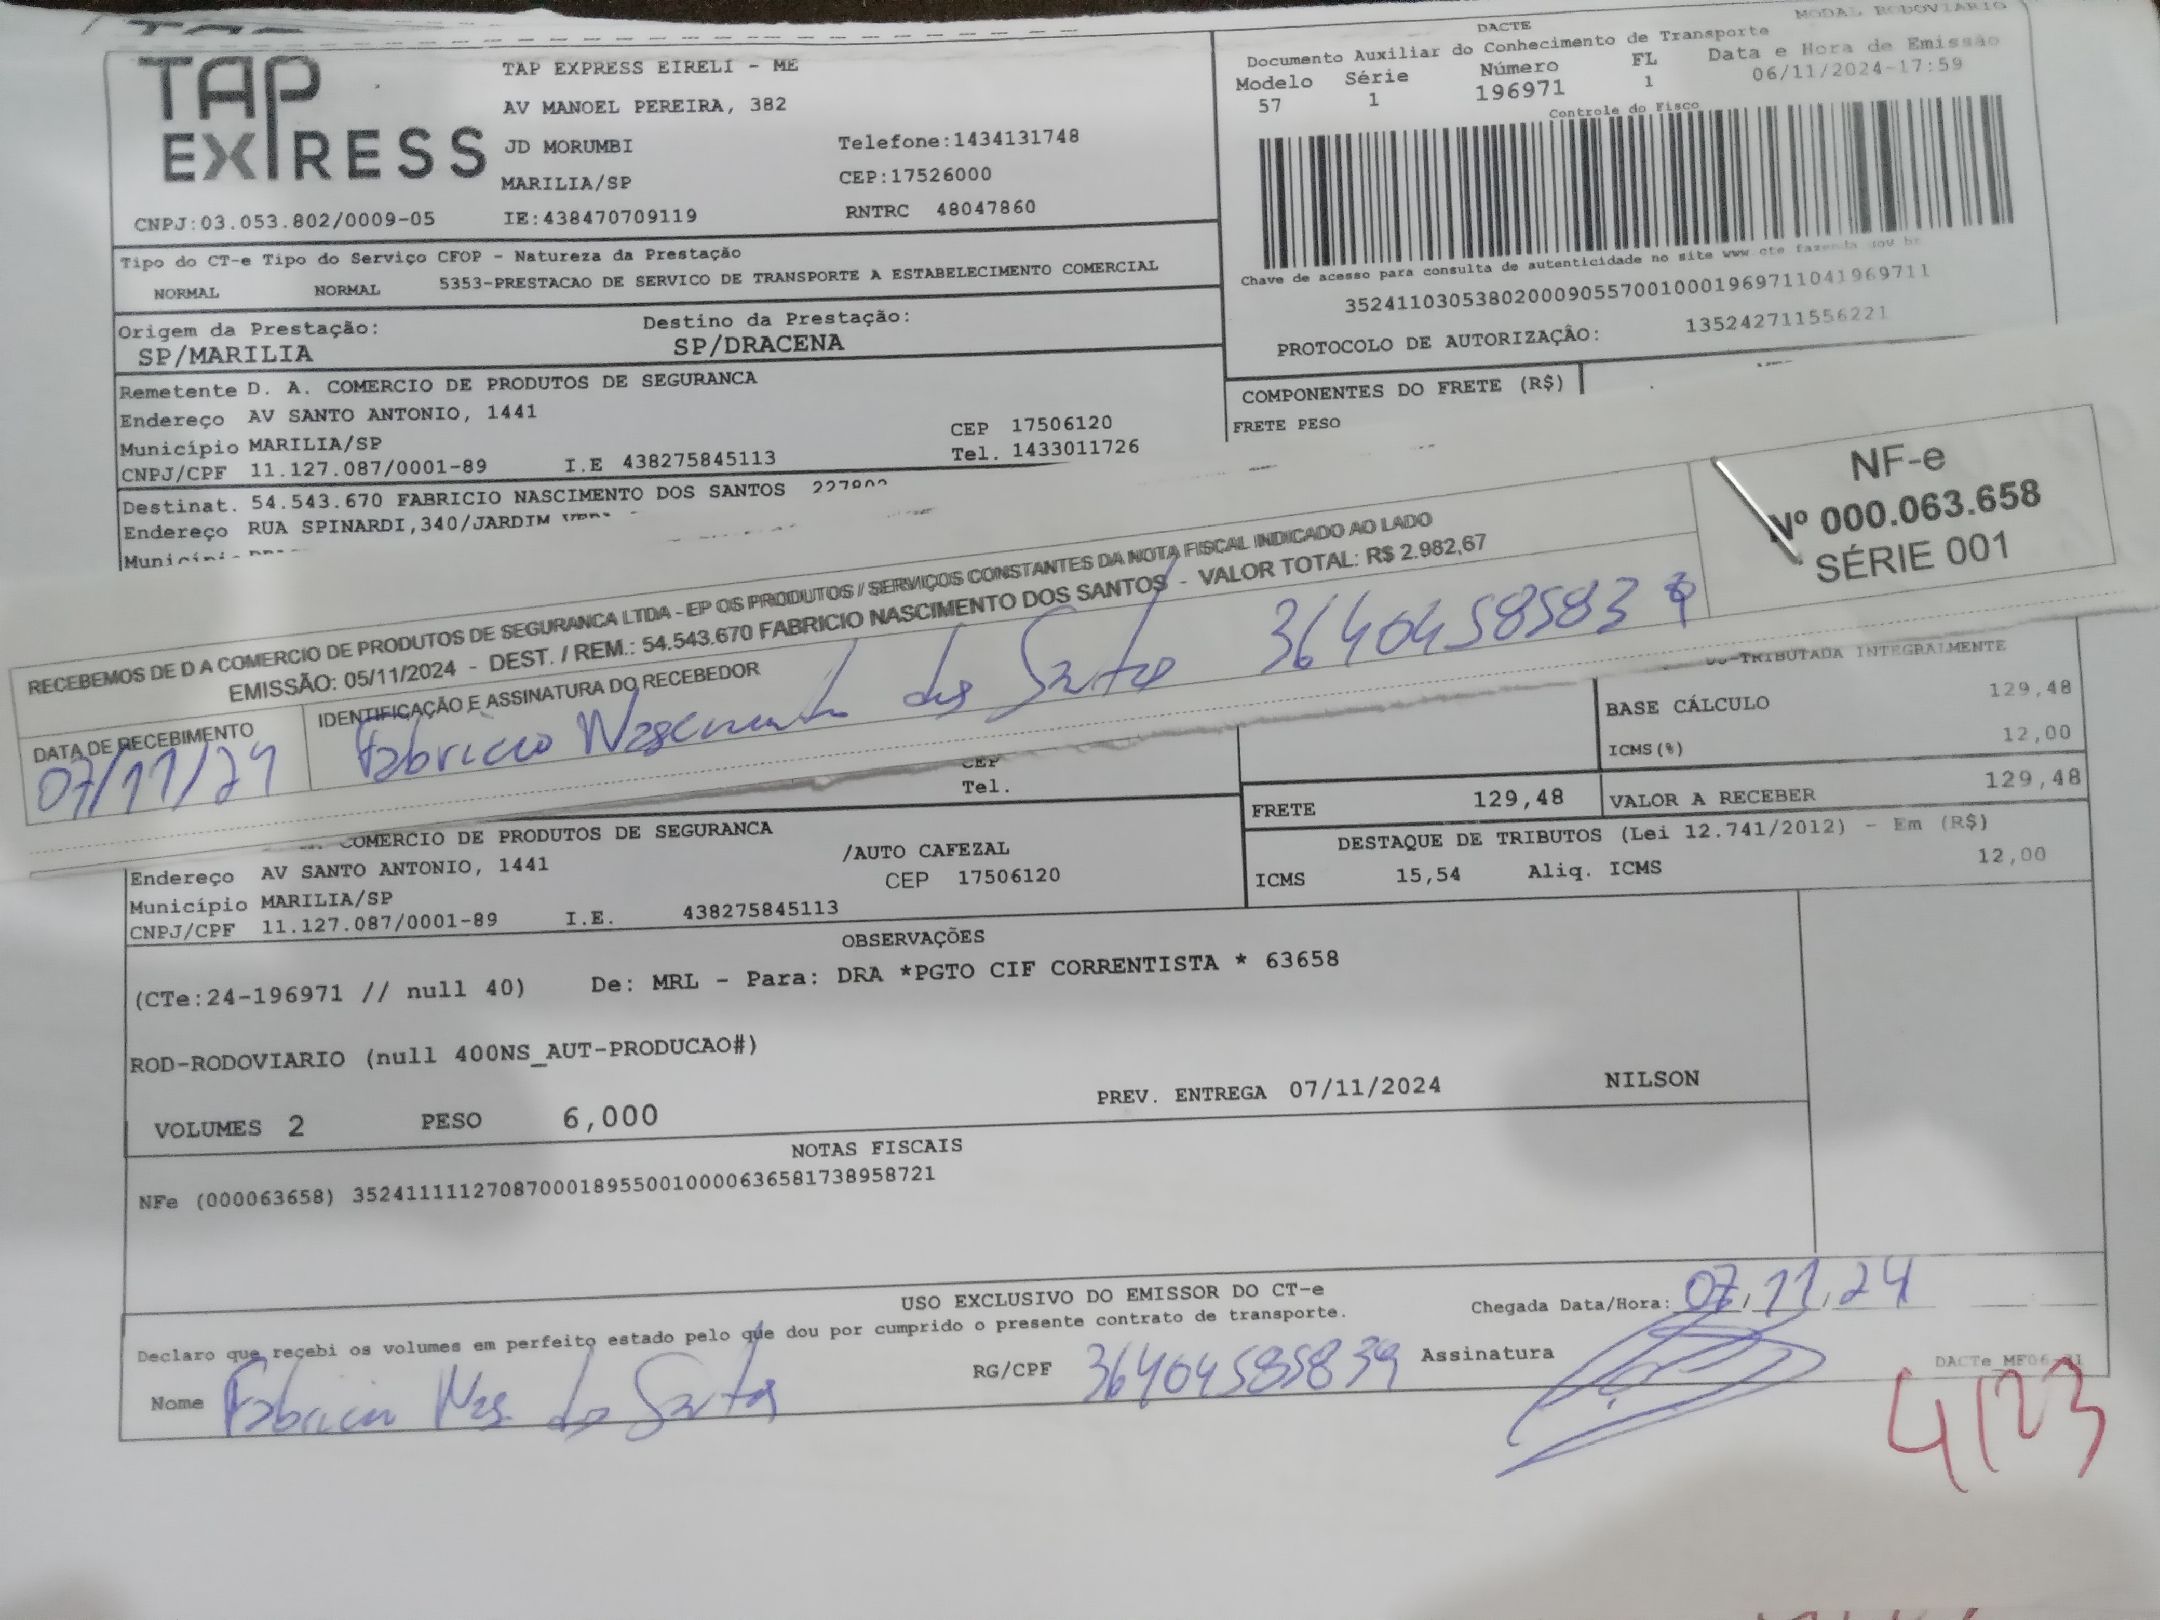 MODAL RODOVIARIO
TAP EXPRESS
TAP EXPRESS EIRELI - ME
AV MANOEL PEREIRA, 382
JD MORUMBI Telefone:1434131748
MARILIA/SP CEP:17526000
CNPJ:03.053.802/0009-05 IE:438470709119 RNTRC 48047860
DACTE
Documento Auxiliar do Conhecimento de Transporte
Modelo Série Número FL Data e Hora de Emissão
57 1 196971 1 06/11/2024-17:59
Controle do Fisco
Chave de acesso para consulta de autenticidade no site www.cte.fazenda.gov.br
35241103053802000905570010001969711041969711
PROTOCOLO DE AUTORIZAÇÃO: 135242711556221
Tipo do CT-e Tipo do Serviço CFOP - Natureza da Prestação
NORMAL NORMAL 5353-PRESTACAO DE SERVICO DE TRANSPORTE A ESTABELECIMENTO COMERCIAL
Origem da Prestação: Destino da Prestação:
SP/MARILIA SP/DRACENA
Remetente D. A. COMERCIO DE PRODUTOS DE SEGURANCA
Endereço AV SANTO ANTONIO, 1441
Município MARILIA/SP CEP 17506120
CNPJ/CPF 11.127.087/0001-89 I.E 438275845113 Tel. 1433011726
COMPONENTES DO FRETE (R$)
FRETE PESO
Destinat. 54.543.670 FABRICIO NASCIMENTO DOS SANTOS
Endereço RUA SPINARDI,340/JARDIM
RECEBEMOS DE D A COMERCIO DE PRODUTOS DE SEGURANCA LTDA - EP OS PRODUTOS / SERVIÇOS CONSTANTES DA NOTA FISCAL INDICADO AO LADO
EMISSÃO: 05/11/2024 - DEST. / REM.: 54.543.670 FABRICIO NASCIMENTO DOS SANTOS - VALOR TOTAL: R$ 2.982,67
DATA DE RECEBIMENTO IDENTIFICAÇÃO E ASSINATURA DO RECEBEDOR
07/11/24 Fabricio Nascimento dos Santos
NF-e
Nº 000.063.658
SÉRIE 001
TRIBUTADA INTEGRALMENTE
BASE CÁLCULO 129,48
ICMS(%) 12,00
CEP
Tel.
FRETE 129,48 VALOR A RECEBER 129,48
DESTAQUE DE TRIBUTOS (Lei 12.741/2012) - Em (R$)
ICMS 15,54 Aliq. ICMS 12,00
COMERCIO DE PRODUTOS DE SEGURANCA
Endereço AV SANTO ANTONIO, 1441 /AUTO CAFEZAL
Município MARILIA/SP CEP 17506120
CNPJ/CPF 11.127.087/0001-89 I.E. 438275845113
OBSERVAÇÕES
(CTe:24-196971 // null 40) De: MRL - Para: DRA *PGTO CIF CORRENTISTA * 63658
ROD-RODOVIARIO (null 400NS_AUT-PRODUCAO#)
VOLUMES 2 PESO 6,000 PREV. ENTREGA 07/11/2024 NILSON
NOTAS FISCAIS
NFe (000063658) 35241111127087000189550010000636581738958721
USO EXCLUSIVO DO EMISSOR DO CT-e
Declaro que recebi os volumes em perfeito estado pelo que dou por cumprido o presente contrato de transporte.
Chegada Data/Hora: 07/11/24
Nome Fabricio Nas. dos Santos RG/CPF 36404585839 Assinatura
4123